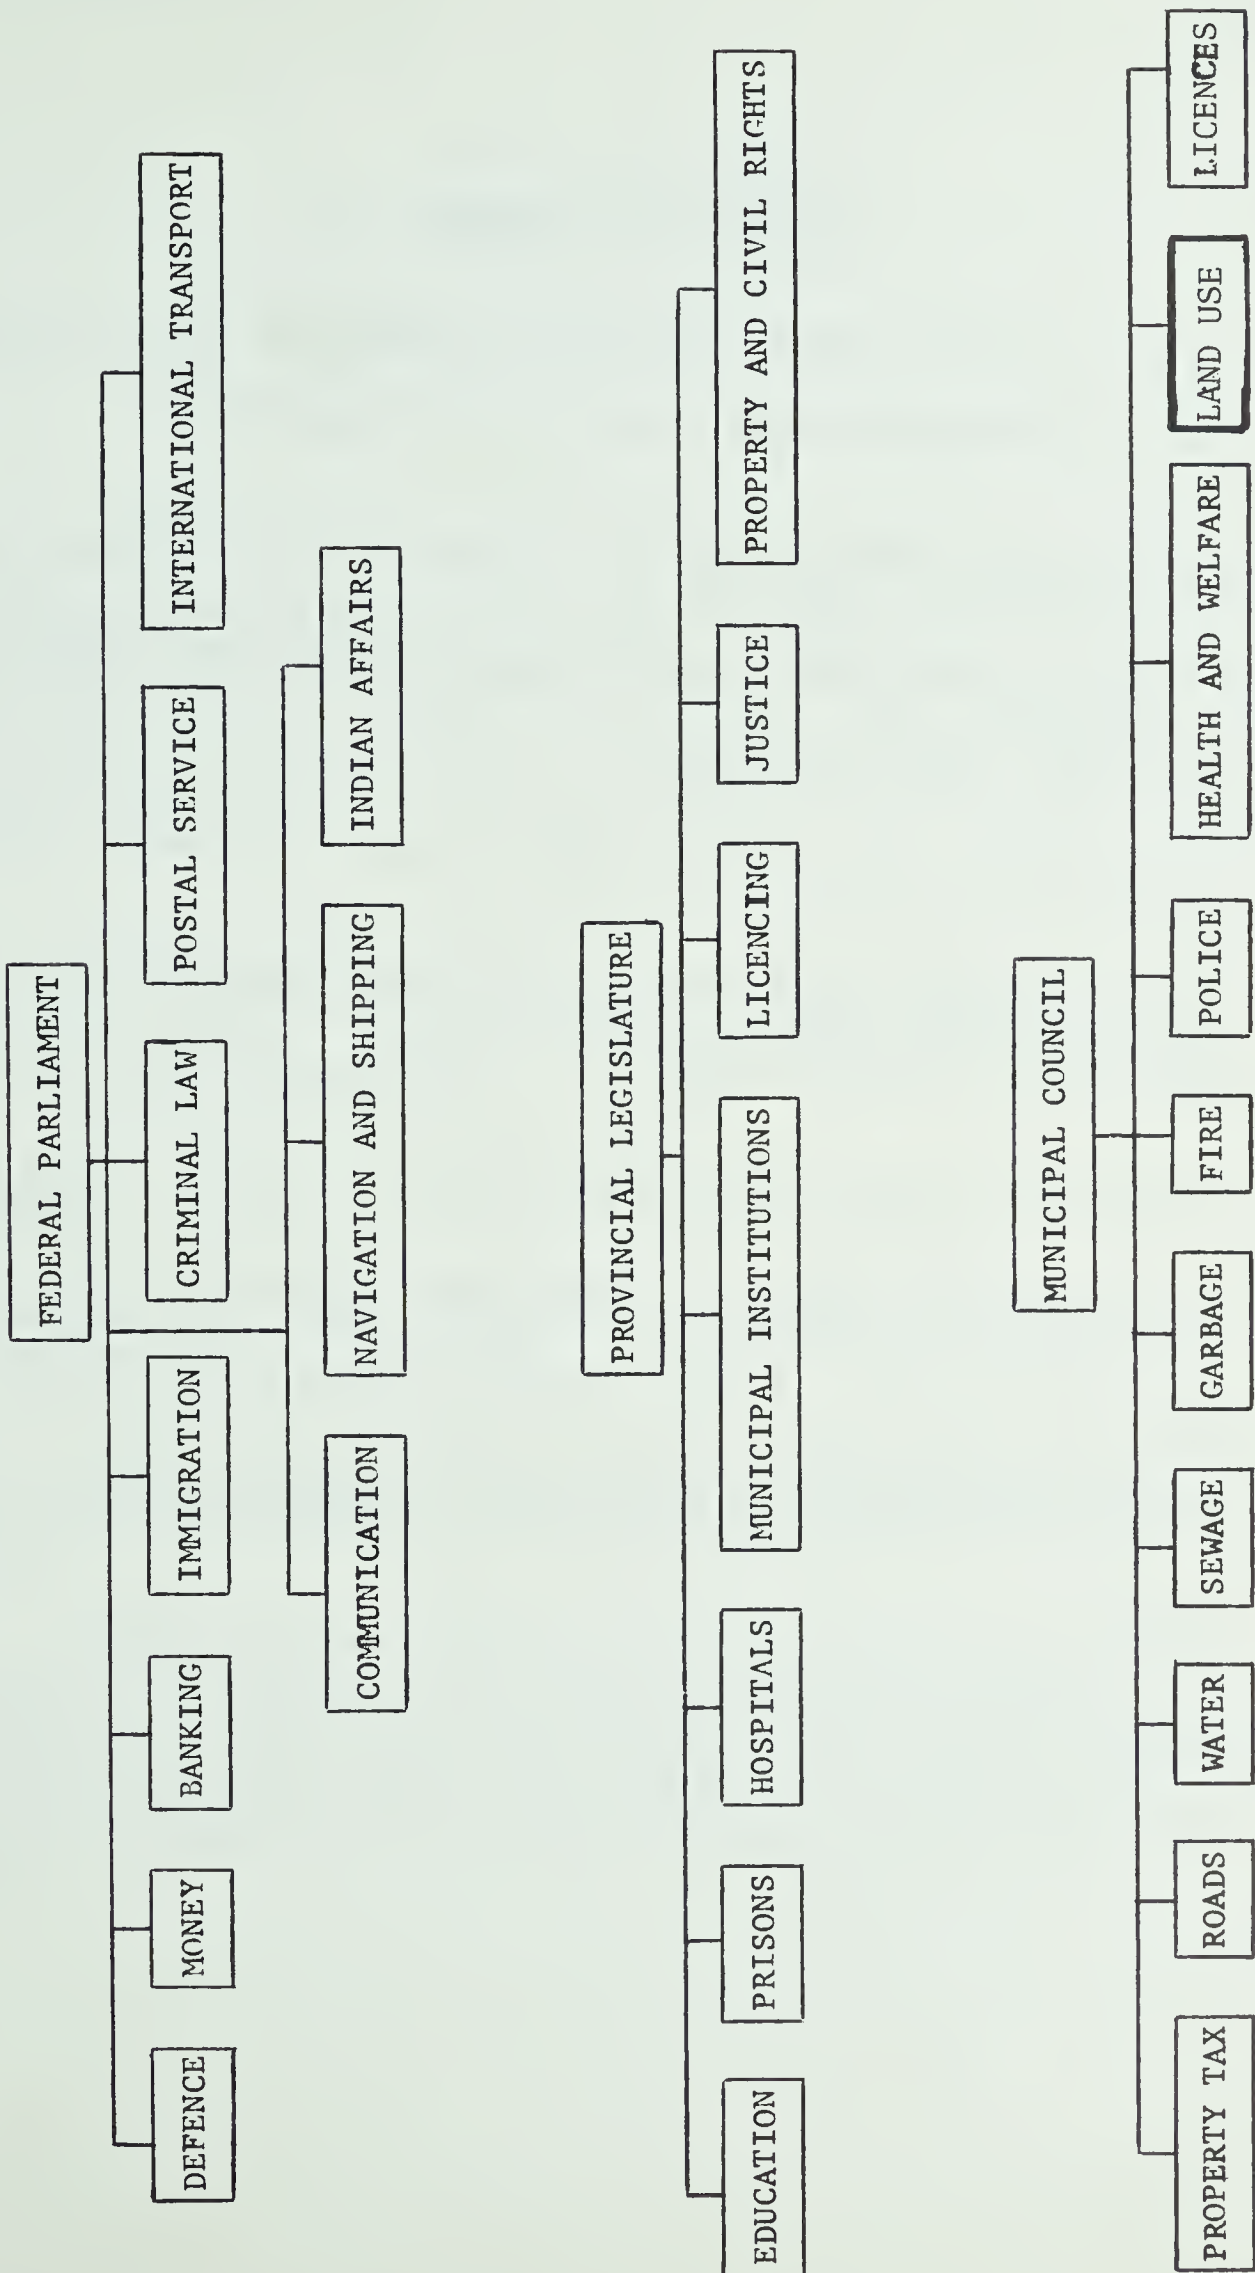 FEDERAL PARLIAMENT
DEFENCE
MONEY
BANKING
IMMIGRATION
CRIMINAL LAW
POSTAL SERVICE
INTERNATIONAL TRANSPORT
COMMUNICATION
NAVIGATION AND SHIPPING
INDIAN AFFAIRS
PROVINCIAL LEGISLATURE
EDUCATION
PRISONS
HOSPITALS
MUNICIPAL INSTITUTIONS
LICENCING
JUSTICE
PROPERTY AND CIVIL RIGHTS
MUNICIPAL COUNCIL
PROPERTY TAX
ROADS
WATER
SEWAGE
GARBAGE
FIRE
POLICE
HEALTH AND WELFARE
LAND USE
LICENCES